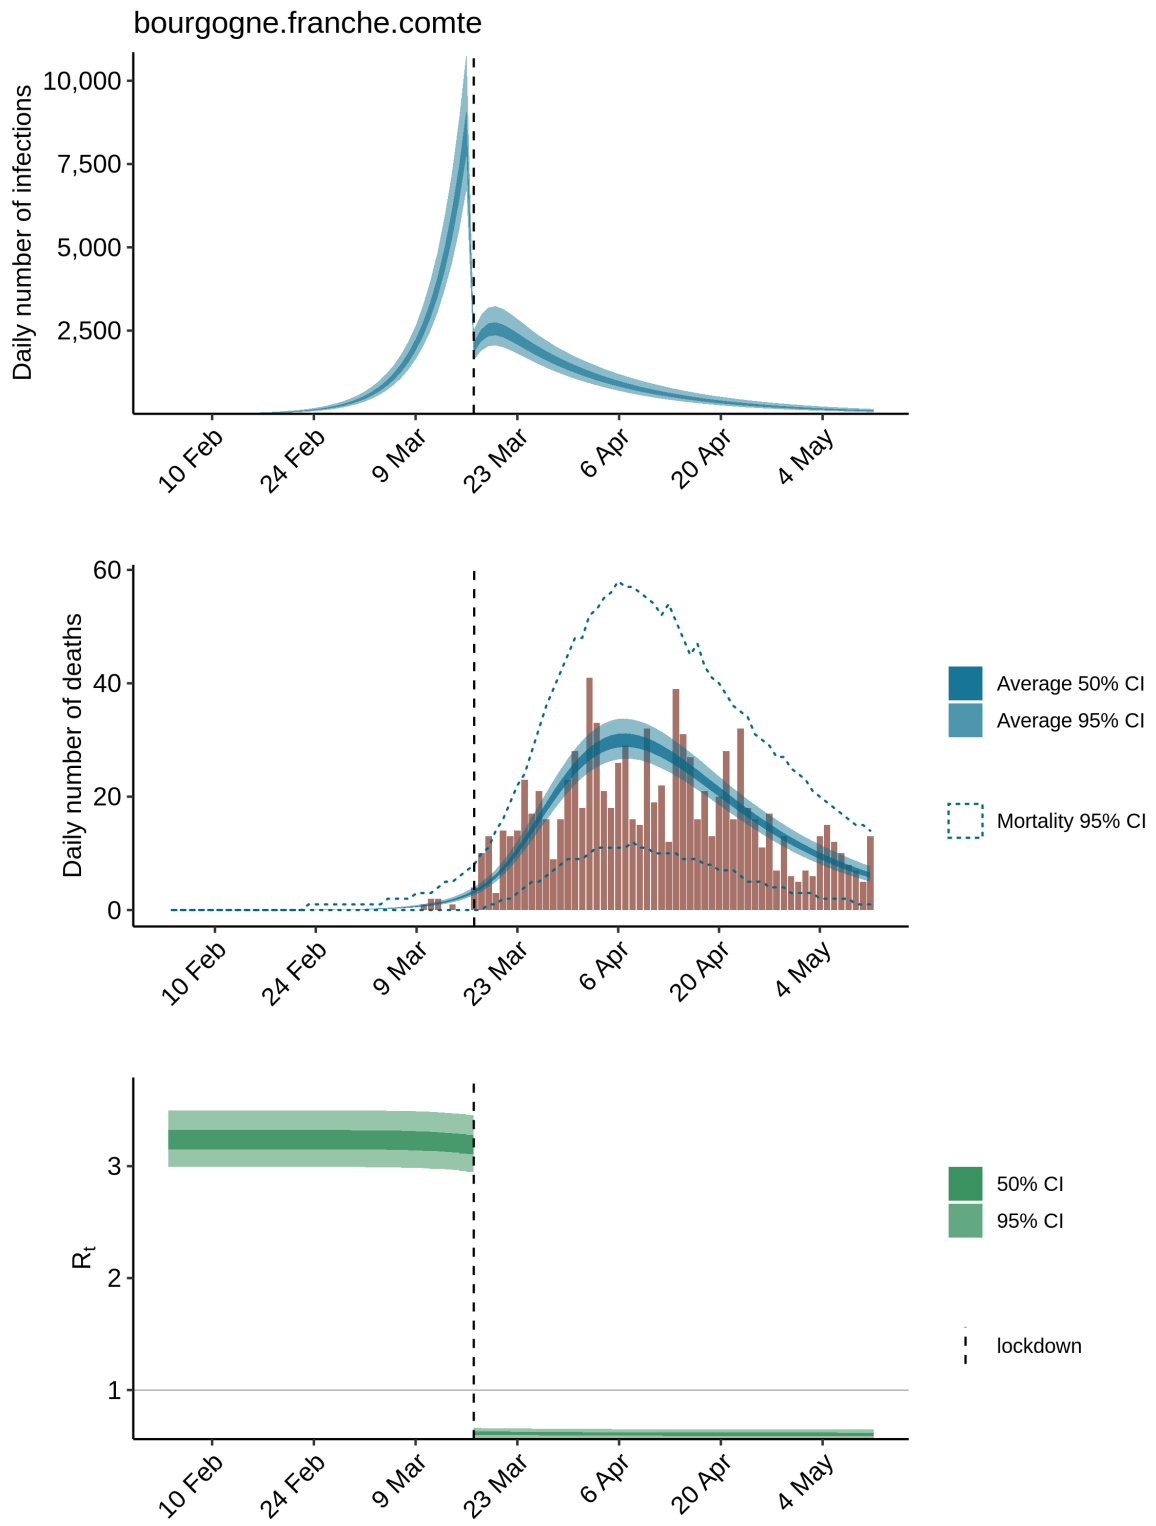 bourgogne.franche.comte
Daily number of infections
10,000
7,500
5,000
2,500
10 Feb
24 Feb
9 Mar
23 Mar
6 Apr
20 Apr
4 May
Daily number of deaths
60
40
20
0
10 Feb
24 Feb
9 Mar
23 Mar
6 Apr
20 Apr
4 May
Average 50% CI
Average 95% CI
Mortality 95% CI
Rt
3
2
1
10 Feb
24 Feb
9 Mar
23 Mar
6 Apr
20 Apr
4 May
50% CI
95% CI
lockdown